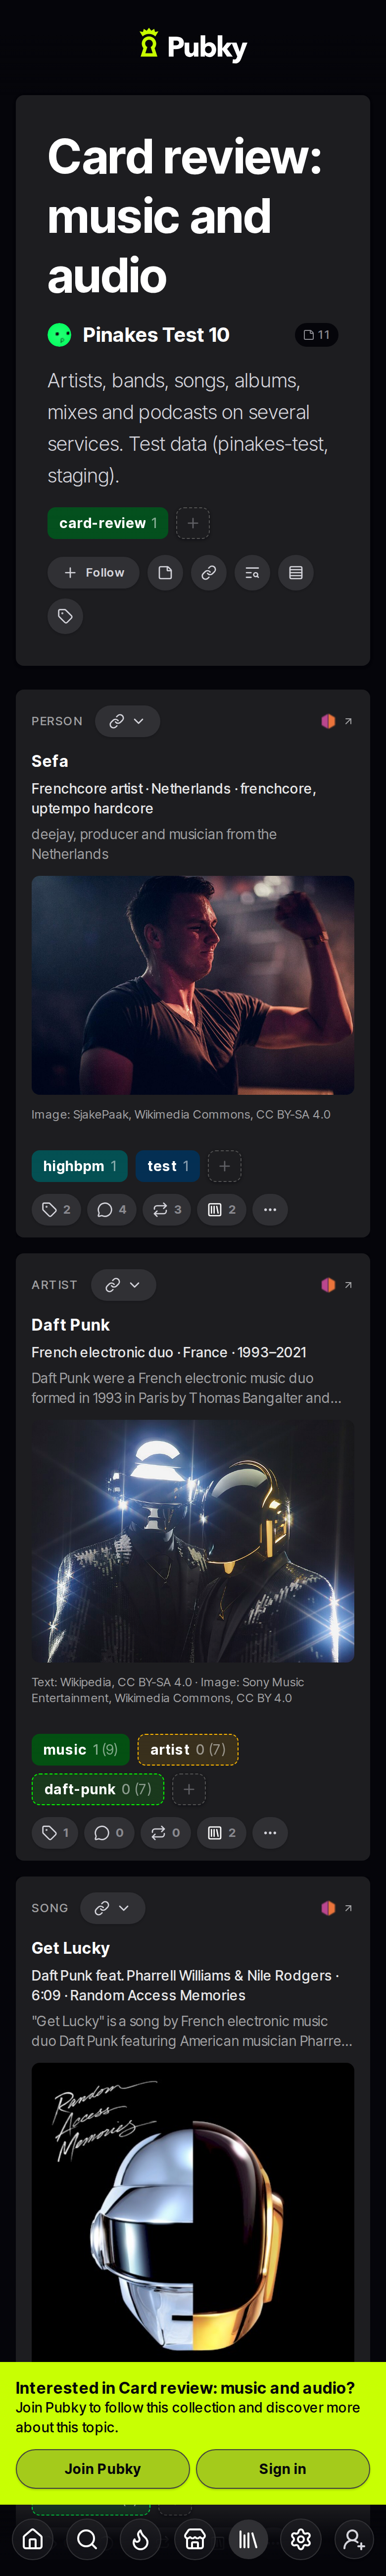 Pubky
Card review:
music and
audio
Pinakes Test 10
11
Artists, bands, songs, albums,
mixes and podcasts on several
services. Test data (pinakes-test,
staging).
card-review 1
Follow
PERSON
Sefa
Frenchcore artist · Netherlands · frenchcore,
uptempo hardcore
deejay, producer and musician from the
Netherlands
Image: SjakePaak, Wikimedia Commons, CC BY-SA 4.0
highbpm 1
test 1
2
4
3
2
ARTIST
Daft Punk
French electronic duo · France · 1993–2021
Daft Punk were a French electronic music duo
formed in 1993 in Paris by Thomas Bangalter and...
Text: Wikipedia, CC BY-SA 4.0 · Image: Sony Music
Entertainment, Wikimedia Commons, CC BY 4.0
music 1 (9)
artist 0 (7)
daft-punk 0 (7)
1
0
0
2
SONG
Get Lucky
Daft Punk feat. Pharrell Williams & Nile Rodgers ·
6:09 · Random Access Memories
"Get Lucky" is a song by French electronic music
duo Daft Punk featuring American musician Pharre...
Random
Access
Memories
Interested in Card review: music and audio?
Join Pubky to follow this collection and discover more
about this topic.
Join Pubky
Sign in